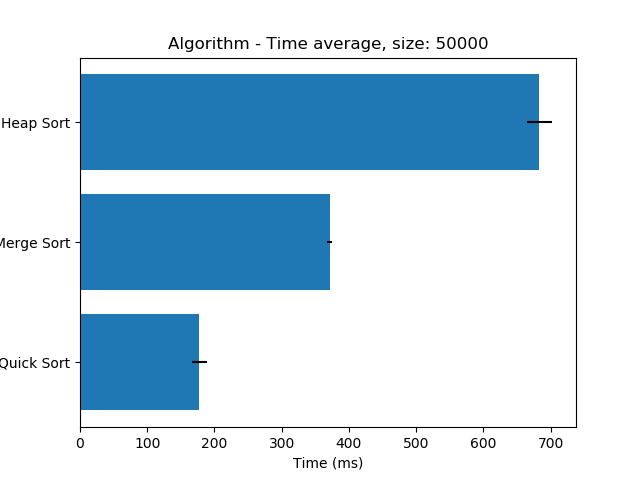 Algorithm - Time average, size: 50000
Heap Sort
Merge Sort
Quick Sort
0 100 200 300 400 500 600 700
Time (ms)